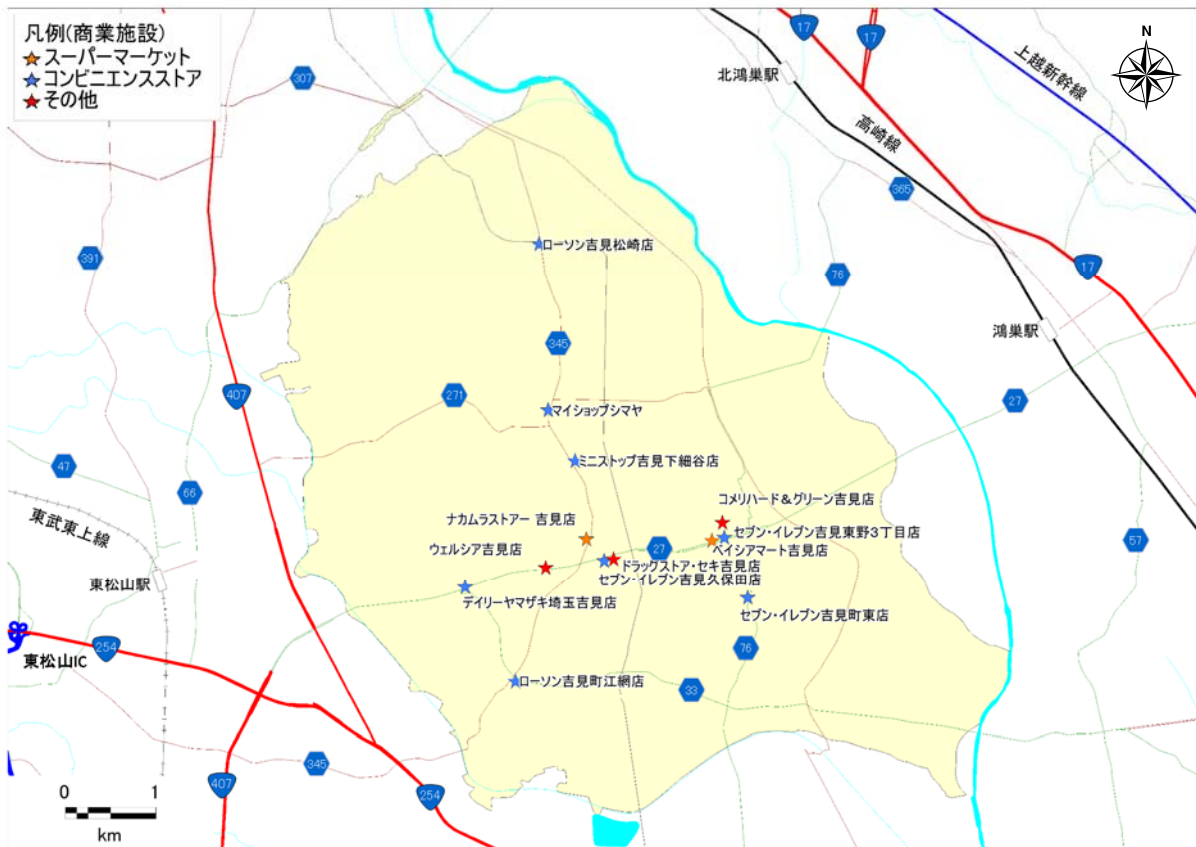 凡例(商業施設)
スーパーマーケット
コンビニエンスストア
その他
N
17
17
上越新幹線
北鴻巣駅
高崎線
307
365
391
ローソン吉見松崎店
76
17
鴻巣駅
345
407
271
27
マイショップシマヤ
47
ミニストップ吉見下細谷店
66
コメリハード&グリーン吉見店
ナカムラストアー 吉見店
セブン・イレブン吉見東野3丁目店
東武東上線
ウェルシア吉見店
27
ベイシアマート吉見店
57
ドラッグストア・セキ吉見店
セブン・イレブン吉見久保田店
東松山駅
デイリーヤマザキ埼玉吉見店
セブン・イレブン吉見町東店
254
76
東松山IC
ローソン吉見町江網店
33
345
407
254
0 1
km